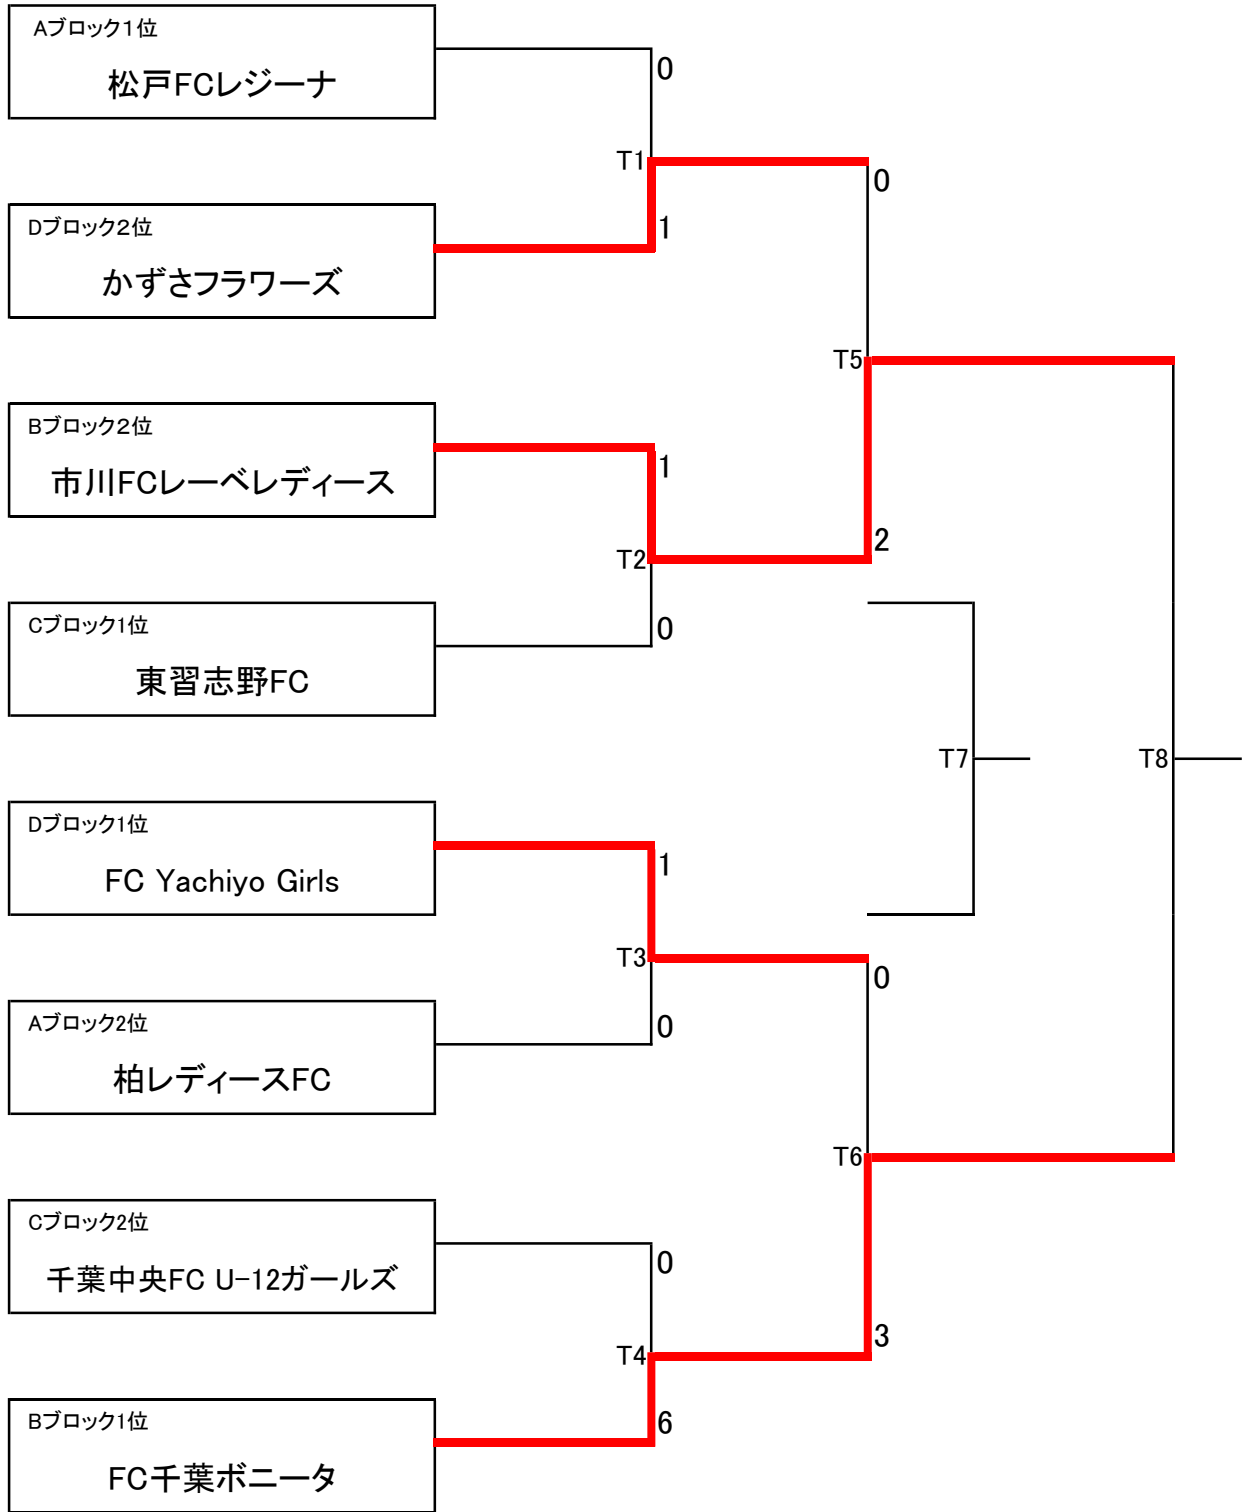 Aブロック1位
松戸FCレジーナ
0
T1
0
Dブロック2位
1
かずさフラワーズ
T5
Bブロック2位
1
市川FCレーベレディース
2
T2
Cブロック1位
0
東習志野FC
T7
T8
Dブロック1位
1
FC Yachiyo Girls
T3
0
Aブロック2位
0
柏レディースFC
T6
Cブロック2位
0
千葉中央FC U-12ガールズ
3
T4
Bブロック1位
6
FC千葉ボニータ